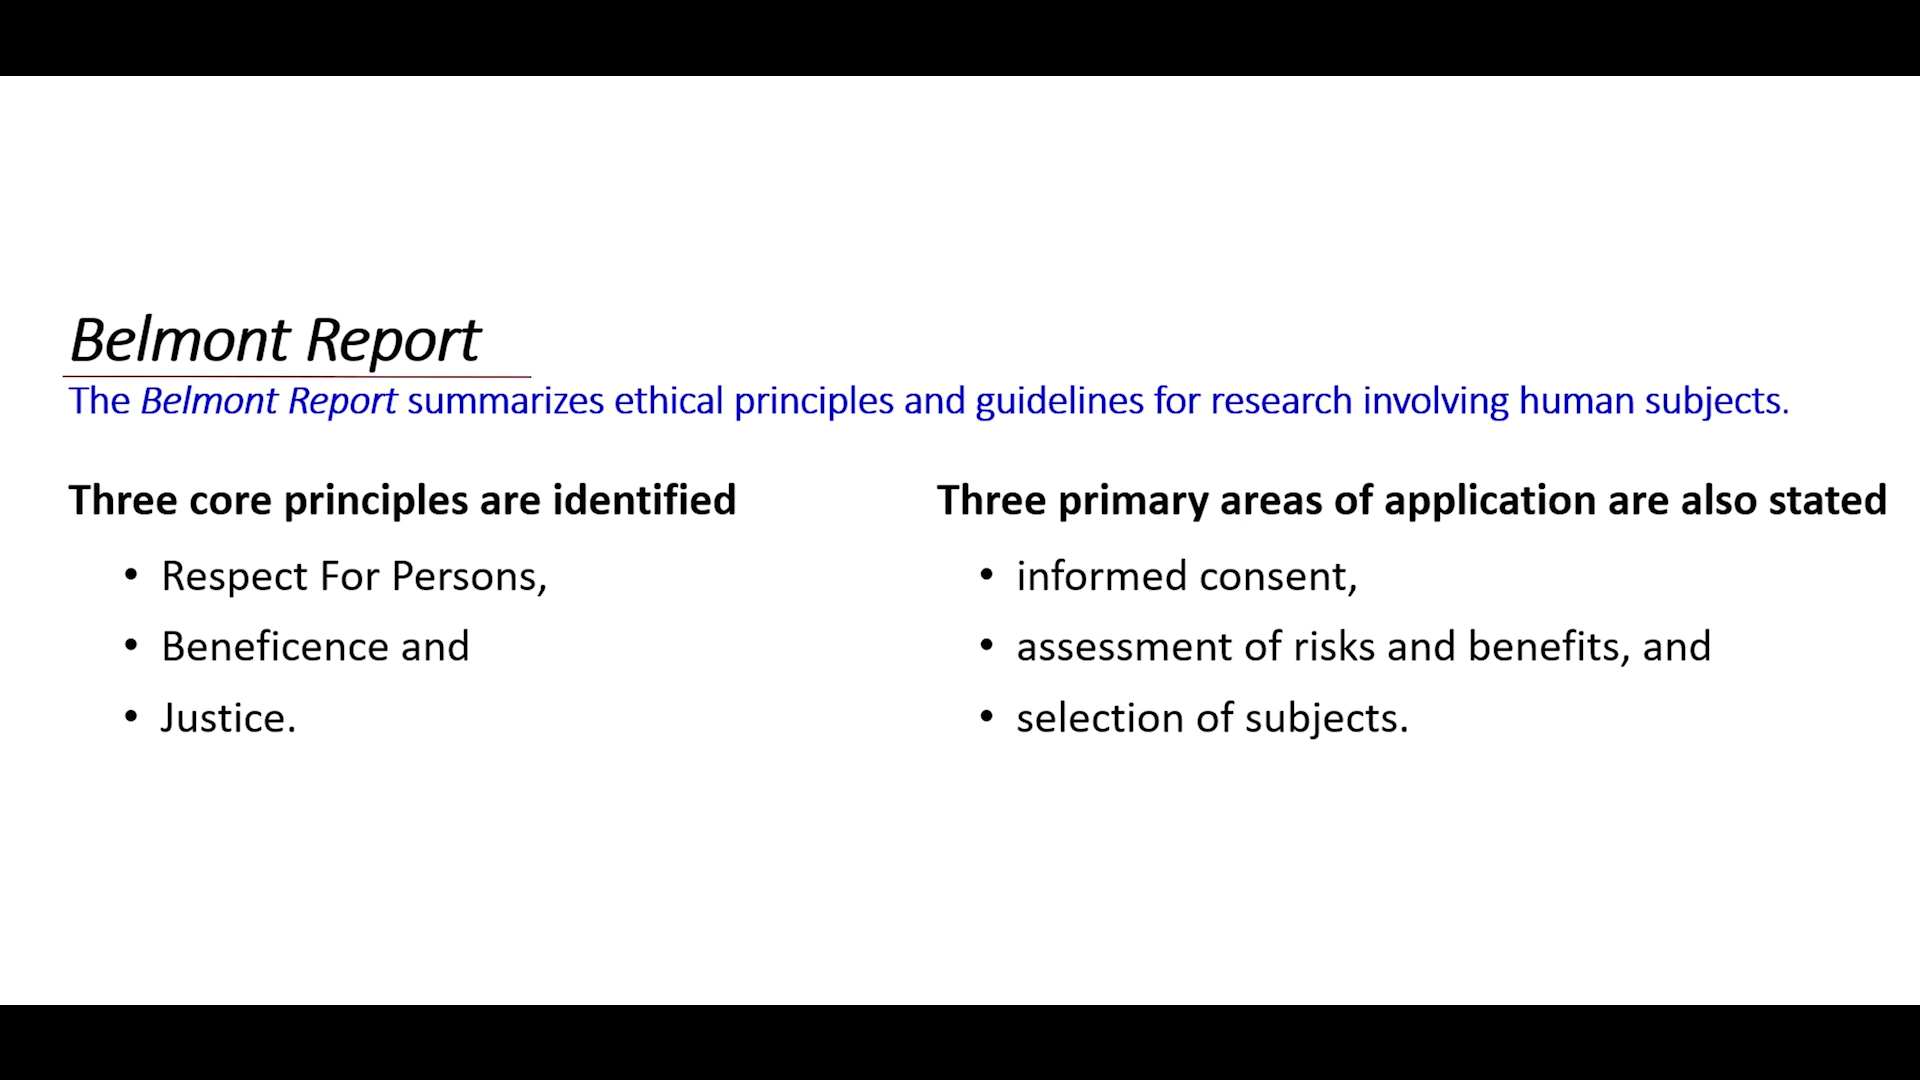 Belmont Report
The Belmont Report summarizes ethical principles and guidelines for research involving human subjects.
Three core principles are identified
• Respect For Persons,
• Beneficence and
• Justice.
Three primary areas of application are also stated
• informed consent,
• assessment of risks and benefits, and
• selection of subjects.